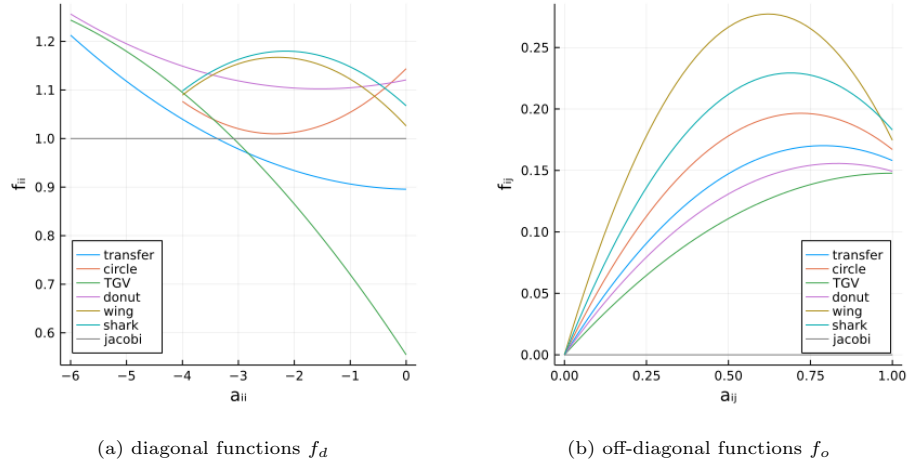 1.2
1.1
1.0
0.9
0.8
0.7
0.6
fii
transfer
circle
TGV
donut
wing
shark
jacobi
−6 −5 −4 −3 −2 −1 0
aii
(a) diagonal functions fd
0.25
0.20
0.15
0.10
0.05
0.00
fij
transfer
circle
TGV
donut
wing
shark
jacobi
0.00 0.25 0.50 0.75 1.00
aij
(b) off-diagonal functions fo